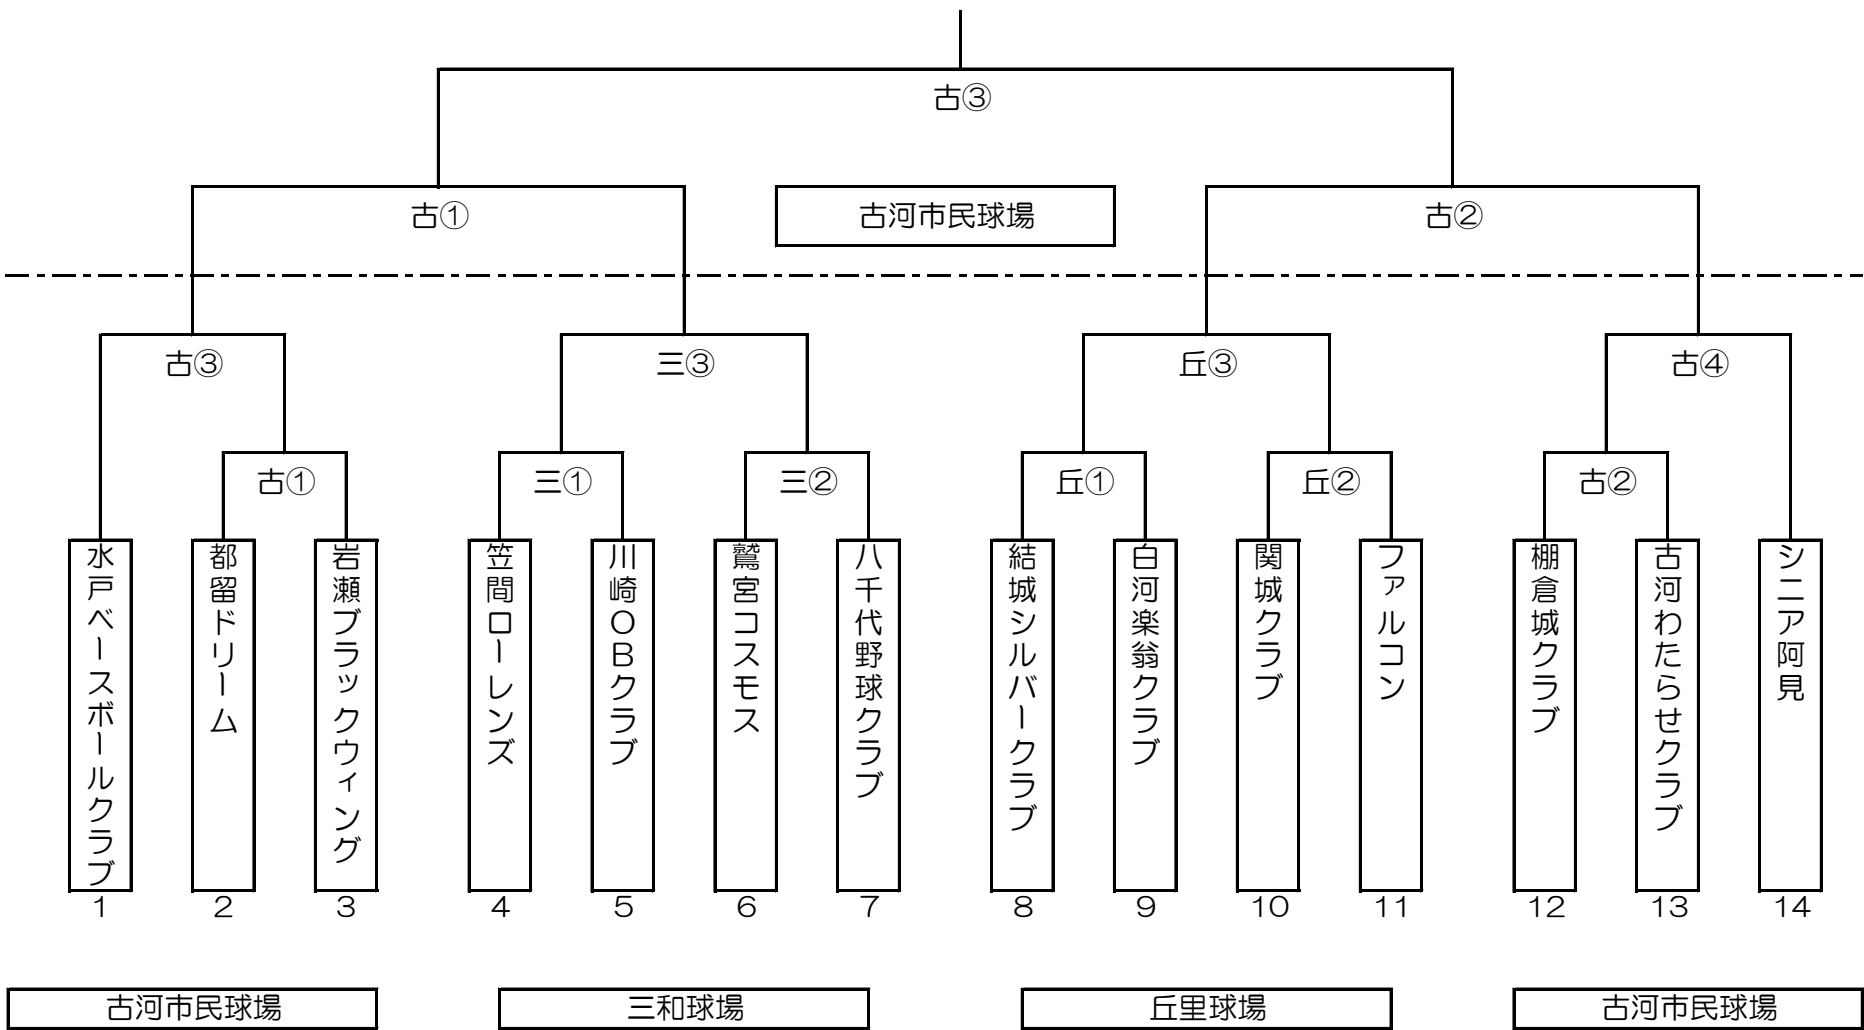 古③
古①
古河市民球場
古②
古③
三③
丘③
古④
古①
三①
三②
丘①
丘②
古②
水戸ベースボールクラブ
都留ドリーム
岩瀬ブラックウィング
笠間ローレンズ
川崎ＯＢクラブ
鷲宮コスモス
八千代野球クラブ
結城シルバークラブ
白河楽翁クラブ
関城クラブ
ファルコン
棚倉城クラブ
古河わたらせクラブ
シニア阿見
1 2 3 4 5 6 7 8 9 10 11 12 13 14
古河市民球場
三和球場
丘里球場
古河市民球場